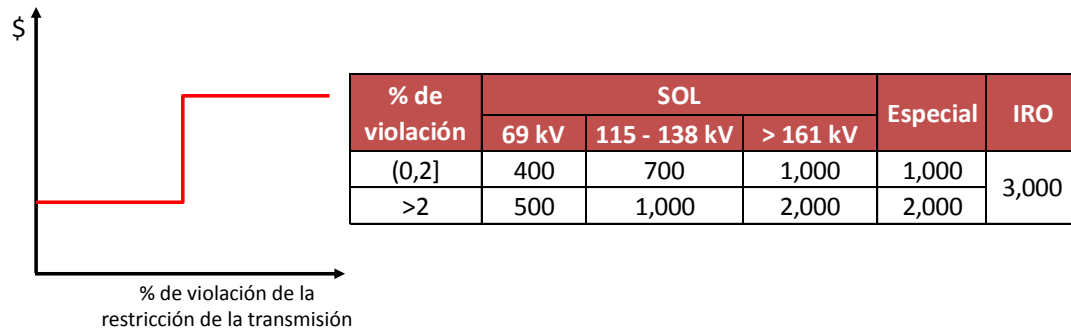 $
% de violación de la
restricción de la transmisión
% de violación
SOL
Especial
IRO
69 kV
115 - 138 kV
> 161 kV
(0,2]
400
700
1,000
1,000
3,000
>2
500
1,000
2,000
2,000